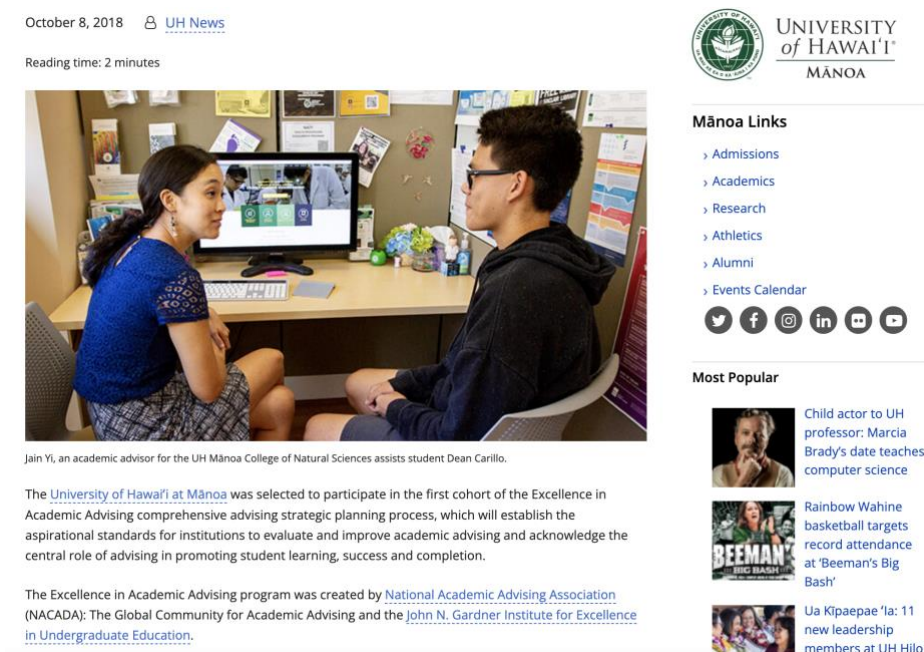 October 8, 2018
UH News
Reading time: 2 minutes
Jain Yi, an academic advisor for the UH Mānoa College of Natural Sciences assists student Dean Carillo.
The University of Hawaiʻi at Mānoa was selected to participate in the first cohort of the Excellence in
Academic Advising comprehensive advising strategic planning process, which will establish the
aspirational standards for institutions to evaluate and improve academic advising and acknowledge the
central role of advising in promoting student learning, success and completion.
The Excellence in Academic Advising program was created by National Academic Advising Association
(NACADA): The Global Community for Academic Advising and the John N. Gardner Institute for Excellence
in Undergraduate Education.
UNIVERSITY
of HAWAIʻI®
MĀNOA
Mānoa Links
Admissions
Academics
Research
Athletics
Alumni
Events Calendar
Most Popular
Child actor to UH
professor: Marcia
Brady's date teaches
computer science
BEEMAN'
BIG BASH
Rainbow Wahine
basketball targets
record attendance
at 'Beeman's Big
Bash'
Ua Kīpaepae ʻIa: 11
new leadership
members at UH Hilo